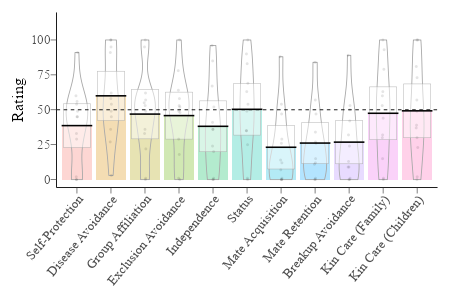 100
75
50
25
0
Rating
Self-Protection
Disease Avoidance
Group Affiliation
Exclusion Avoidance
Independence
Status
Mate Acquisition
Mate Retention
Breakup Avoidance
Kin Care (Family)
Kin Care (Children)